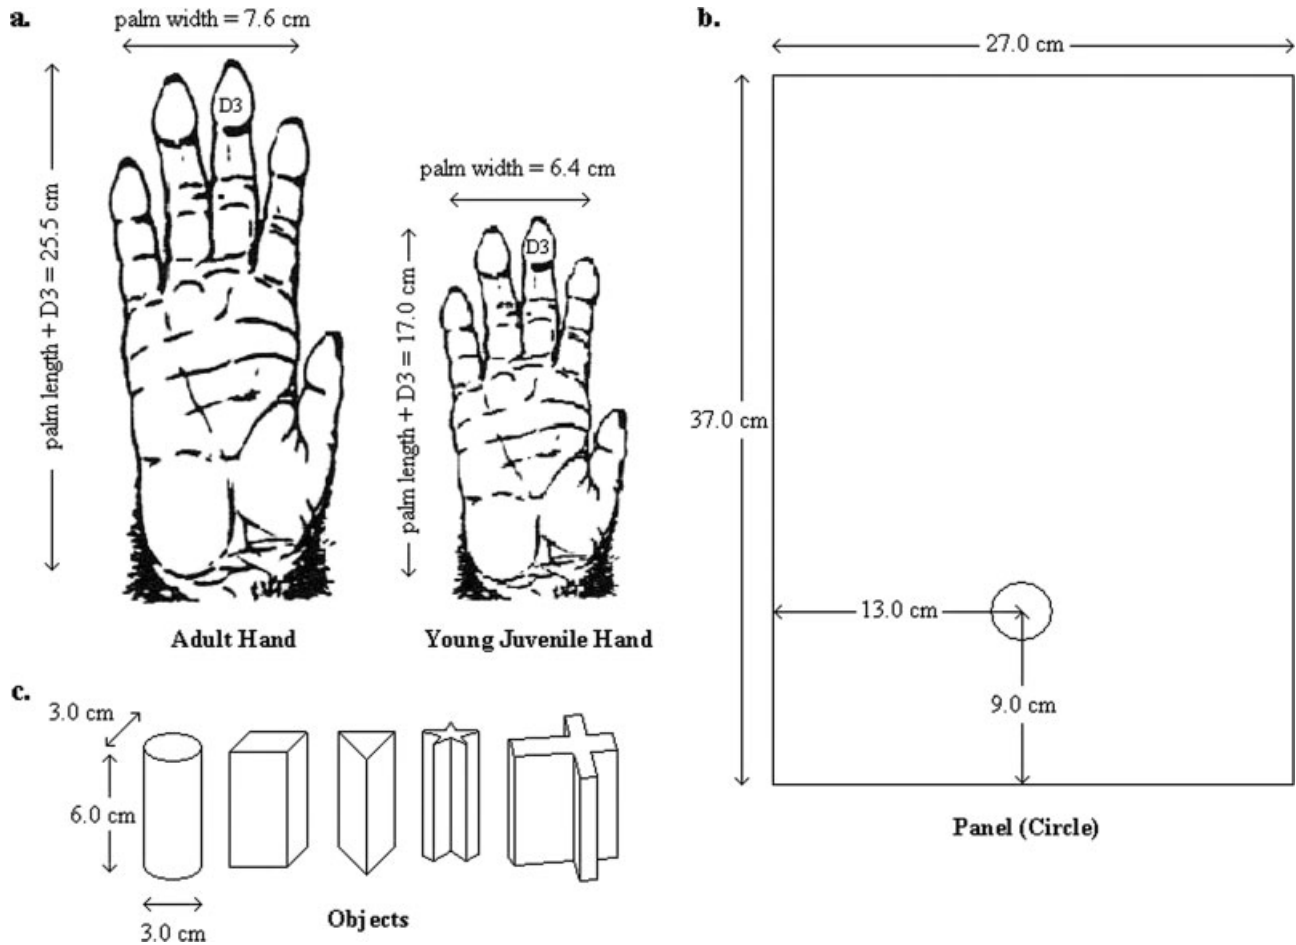 a.
palm width = 7.6 cm
palm length + D3 = 25.5 cm
D3
Adult Hand
palm width = 6.4 cm
palm length + D3 = 17.0 cm
D3
Young Juvenile Hand
b.
27.0 cm
37.0 cm
13.0 cm
9.0 cm
Panel (Circle)
c.
3.0 cm
6.0 cm
3.0 cm
Objects